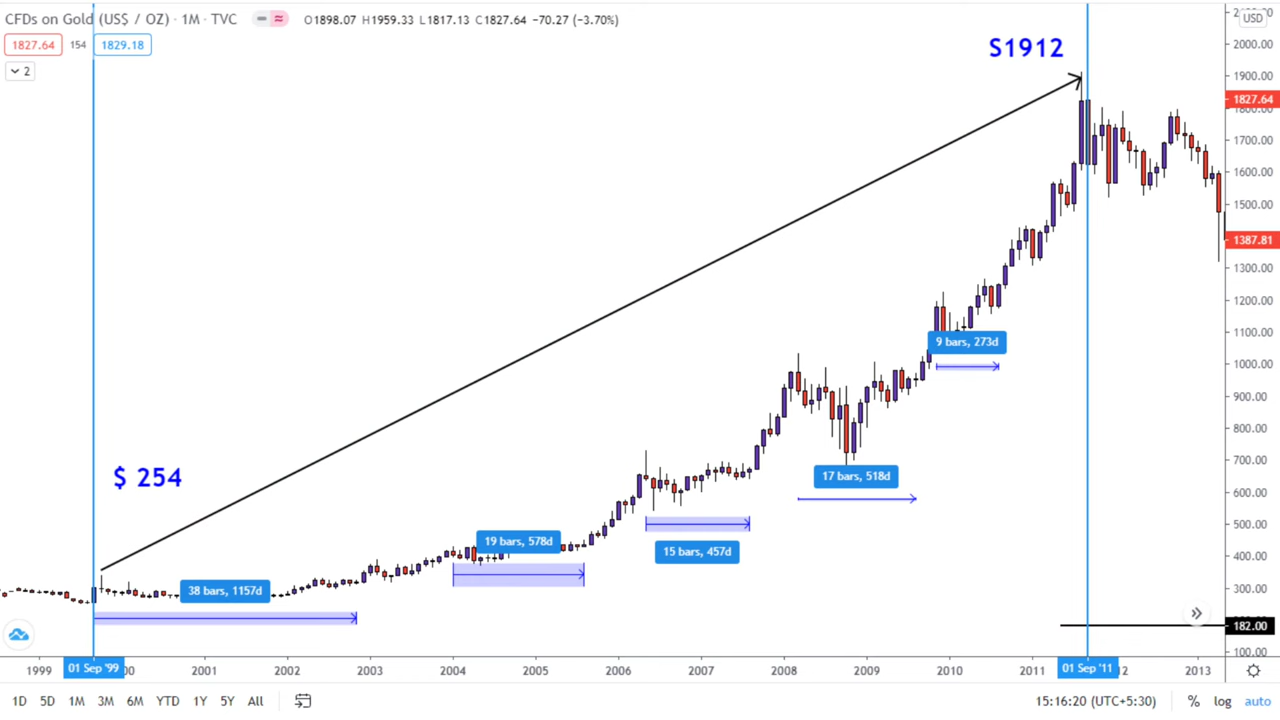 CFDs on Gold (US$ / OZ) · 1M · TVC O1898.07 H1959.33 L1817.13 C1827.64 -70.27 (-3.70%)
1827.64 154 1829.18
2
USD
2000.00
1900.00
1827.64
1700.00
1600.00
1500.00
1387.81
1300.00
1200.00
1100.00
1000.00
900.00
800.00
700.00
600.00
500.00
400.00
300.00
182.00
100.00
$1912
$ 254
9 bars, 273d
17 bars, 518d
19 bars, 578d
15 bars, 457d
38 bars, 1157d
1999 01 Sep '99 00 2001 2002 2003 2004 2005 2006 2007 2008 2009 2010 2011 01 Sep '11 12 2013
1D 5D 1M 3M 6M YTD 1Y 5Y All 15:16:20 (UTC+5:30) % log auto